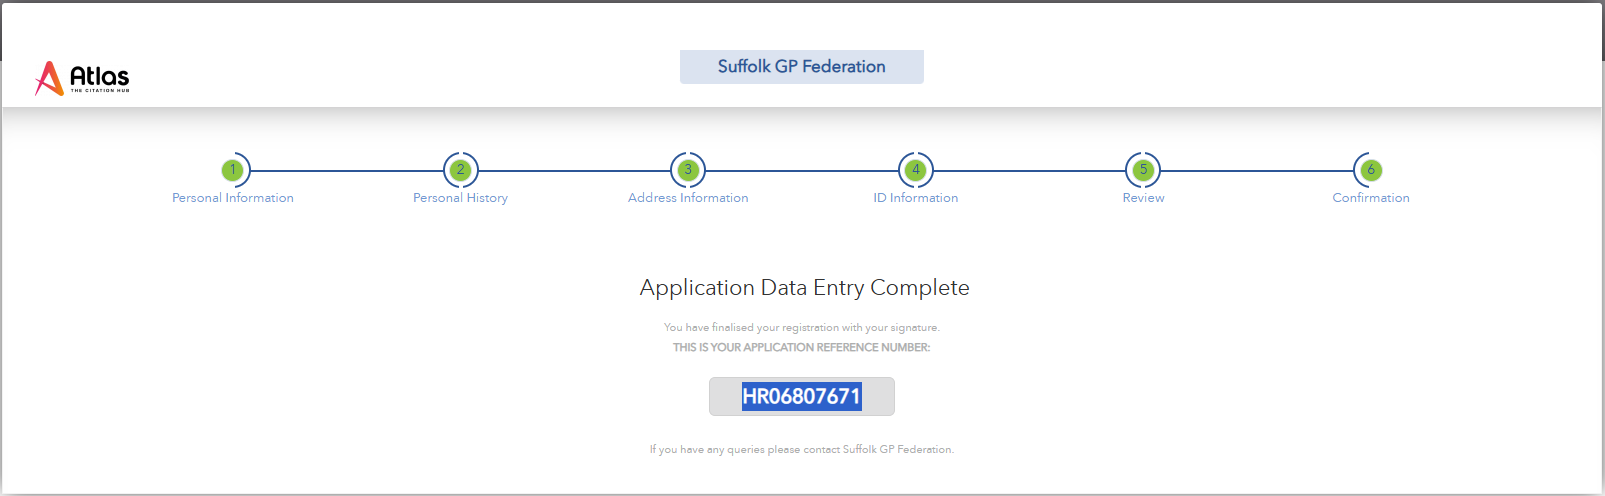 Suffolk GP Federation
Atlas
THE CITATION HUB
1
2
3
4
5
6
Personal Information
Personal History
Address Information
ID Information
Review
Confirmation
Application Data Entry Complete
You have finalised your registration with your signature.
THIS IS YOUR APPLICATION REFERENCE NUMBER:
HR06807671
If you have any queries please contact Suffolk GP Federation.